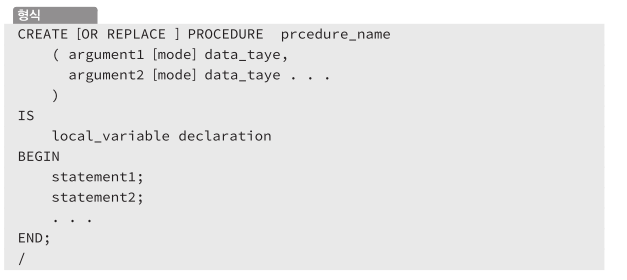 형식
CREATE [OR REPLACE ] PROCEDURE  prcedure_name
    ( argument1 [mode] data_taye,
      argument2 [mode] data_taye . . .
    )
IS
    local_variable declaration
BEGIN
    statement1;
    statement2;
    . . .
END;
/